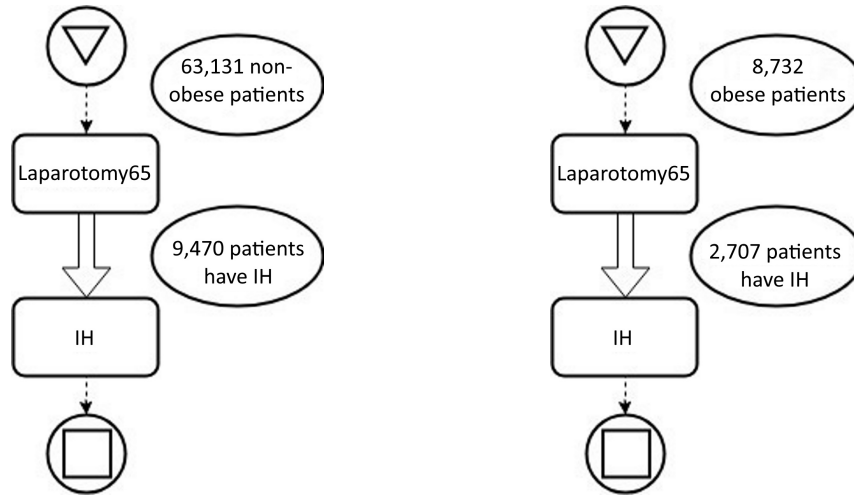 63,131 non-
obese patients
Laparotomy65
9,470 patients
have IH
IH
8,732
obese patients
Laparotomy65
2,707 patients
have IH
IH